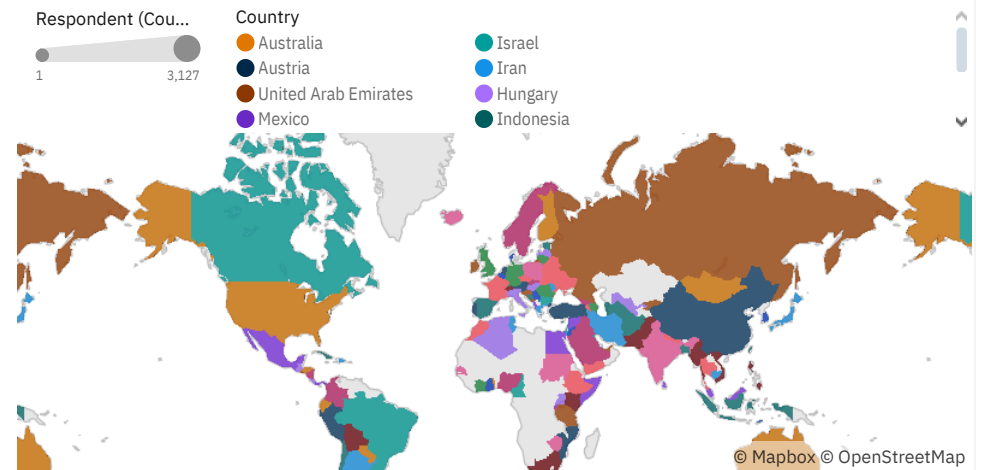 Respondent (Cou...
1
3,127
Country
Australia
Austria
United Arab Emirates
Mexico
Israel
Iran
Hungary
Indonesia
© Mapbox © OpenStreetMap